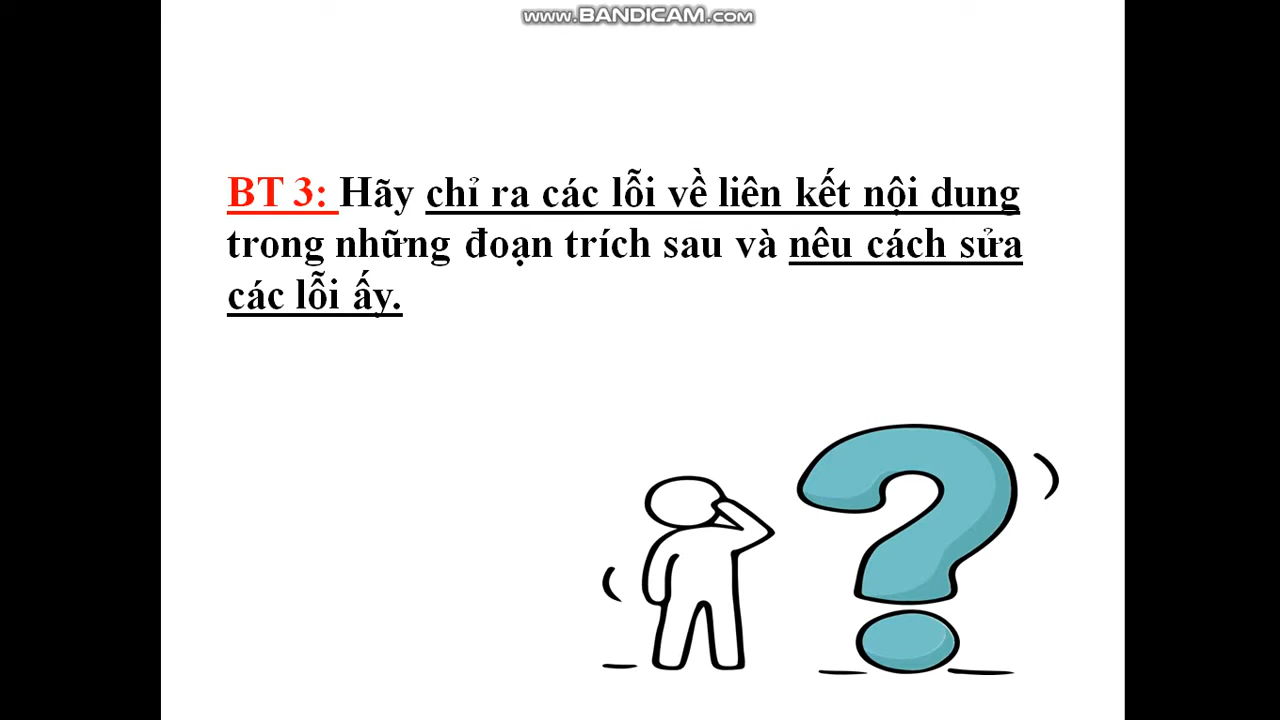 www.BANDICAM.com
BT 3: Hãy chỉ ra các lỗi về liên kết nội dung
trong những đoạn trích sau và nêu cách sửa
các lỗi ấy.